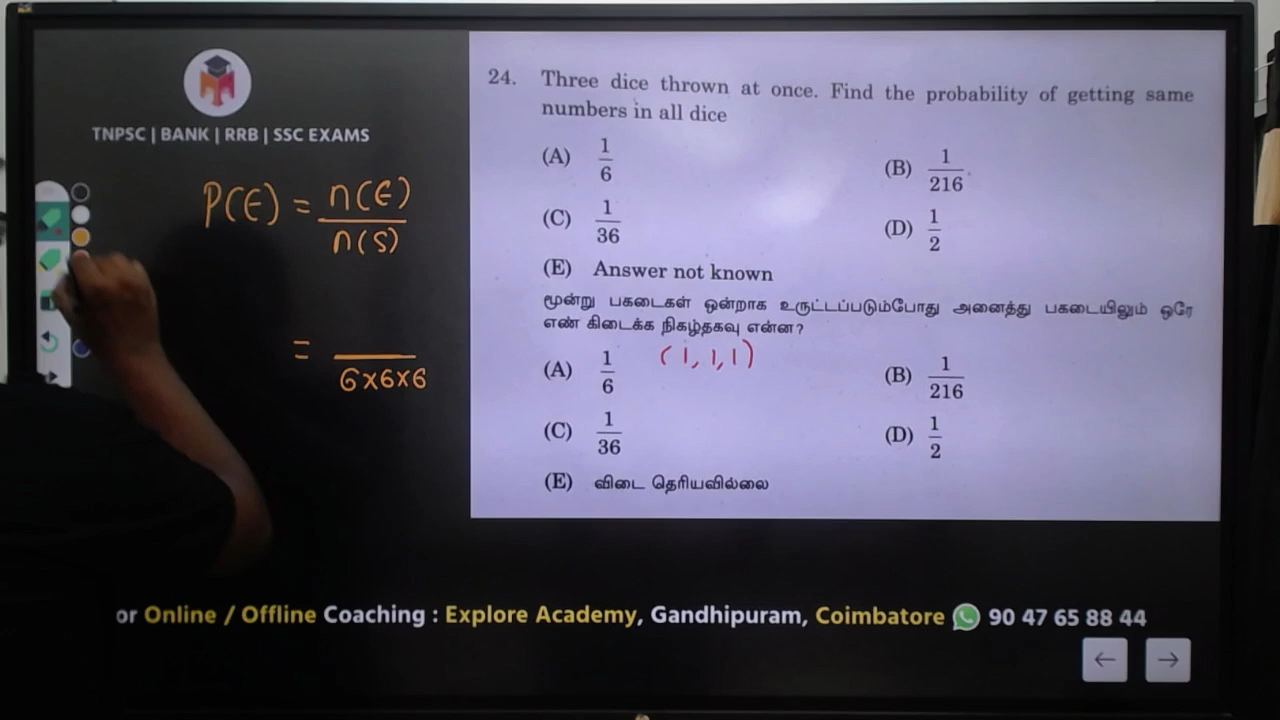 TNPSC | BANK | RRB | SSC EXAMS
P(E) = n(E) / n(S)
= ― / 6×6×6
24. Three dice thrown at once. Find the probability of getting same
numbers in all dice
(A) 1/6 (B) 1/216
(C) 1/36 (D) 1/2
(E) Answer not known
மூன்று பகடைகள் ஒன்றாக உருட்டப்படும்போது அனைத்து பகடையிலும் ஒரே
எண் கிடைக்க நிகழ்தகவு என்ன?
(1, 1, 1)
(A) 1/6 (B) 1/216
(C) 1/36 (D) 1/2
(E) விடை தெரியவில்லை
or Online / Offline Coaching : Explore Academy, Gandhipuram, Coimbatore 90 47 65 88 44